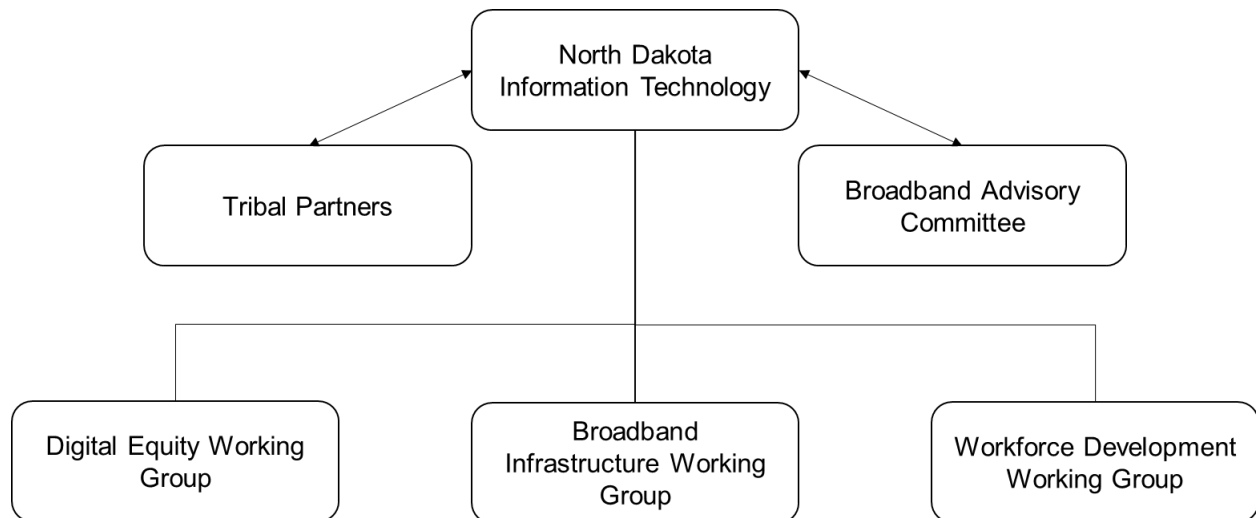 North Dakota
Information Technology
Tribal Partners
Broadband Advisory
Committee
Digital Equity Working
Group
Broadband
Infrastructure Working
Group
Workforce Development
Working Group